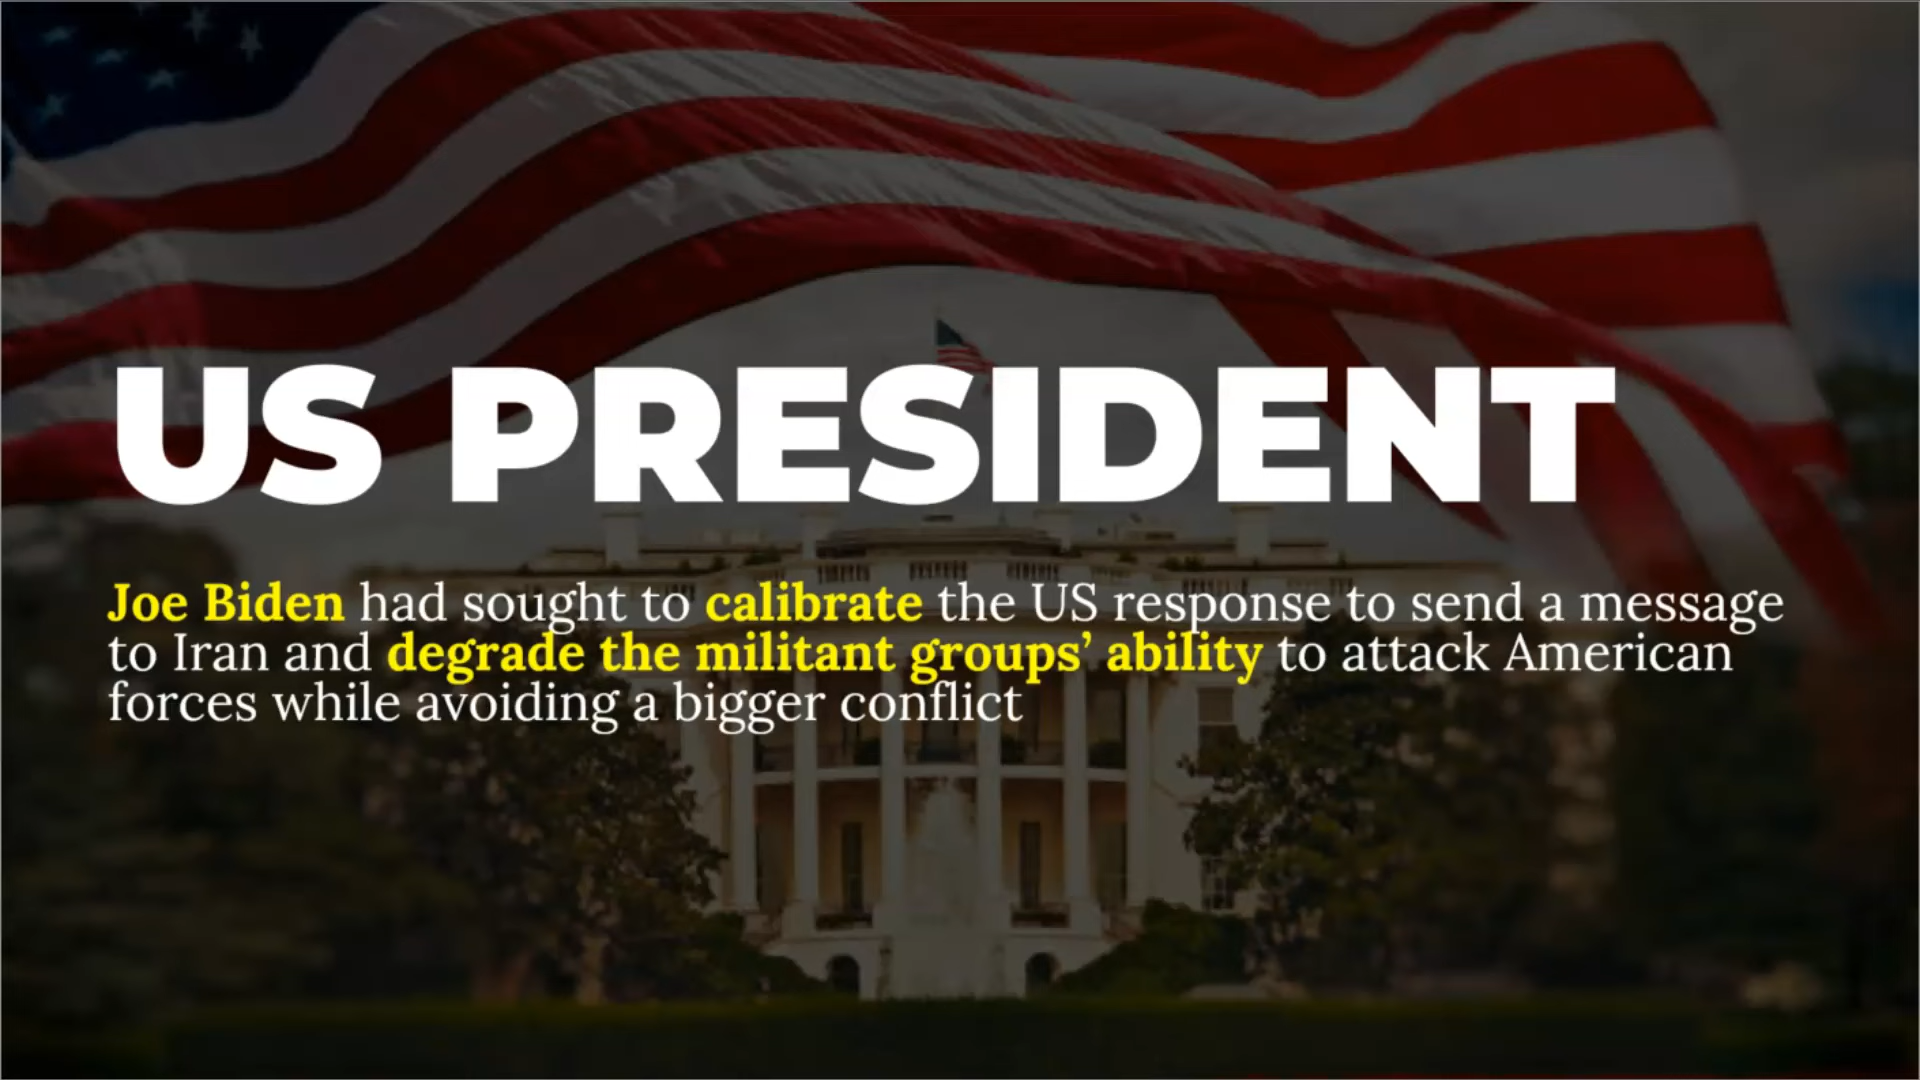 US PRESIDENT
Joe Biden had sought to calibrate the US response to send a message
to Iran and degrade the militant groups’ ability to attack American
forces while avoiding a bigger conflict